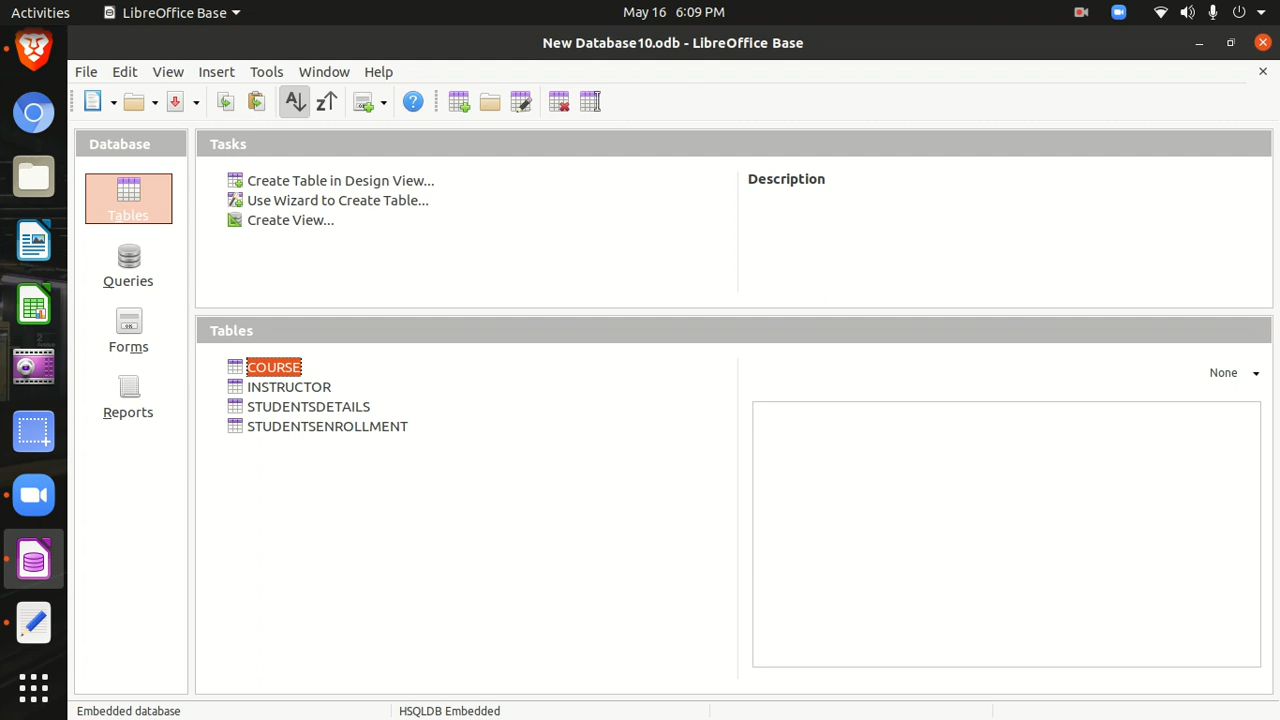 Activities LibreOffice Base May 16 6:09 PM
New Database10.odb - LibreOffice Base
File Edit View Insert Tools Window Help
Database
Tables
Queries
Forms
Reports
Tasks
Create Table in Design View...
Use Wizard to Create Table...
Create View...
Description
Tables
COURSE
INSTRUCTOR
STUDENTSDETAILS
STUDENTSENROLLMENT
None
Embedded database HSQLDB Embedded